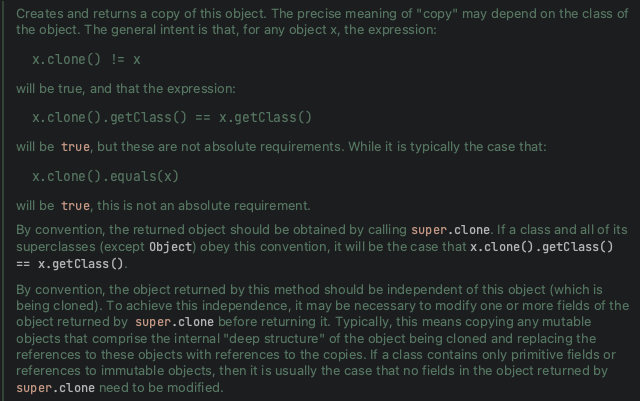 Creates and returns a copy of this object. The precise meaning of "copy" may depend on the class of
the object. The general intent is that, for any object x, the expression:
x.clone() != x
will be true, and that the expression:
x.clone().getClass() == x.getClass()
will be true, but these are not absolute requirements. While it is typically the case that:
x.clone().equals(x)
will be true, this is not an absolute requirement.
By convention, the returned object should be obtained by calling super.clone. If a class and all of its
superclasses (except Object) obey this convention, it will be the case that x.clone().getClass()
== x.getClass().
By convention, the object returned by this method should be independent of this object (which is
being cloned). To achieve this independence, it may be necessary to modify one or more fields of the
object returned by super.clone before returning it. Typically, this means copying any mutable
objects that comprise the internal "deep structure" of the object being cloned and replacing the
references to these objects with references to the copies. If a class contains only primitive fields or
references to immutable objects, then it is usually the case that no fields in the object returned by
super.clone need to be modified.